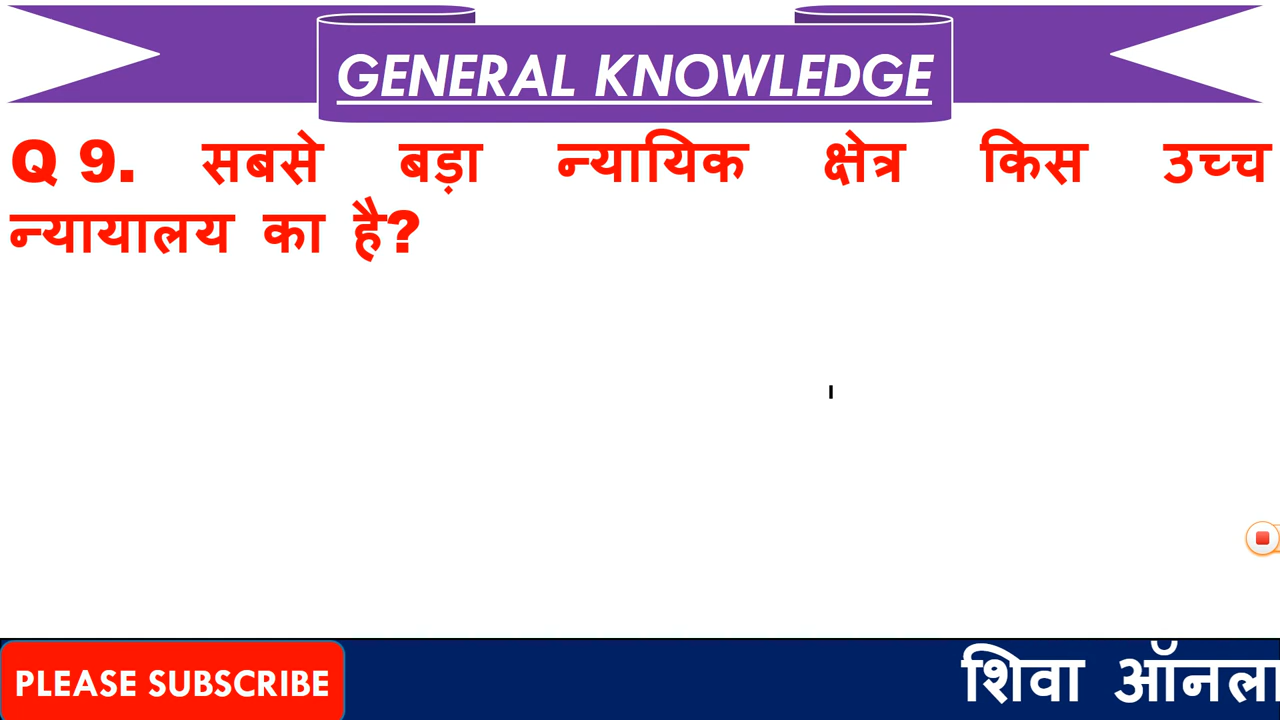 GENERAL KNOWLEDGE
Q 9. सबसे बड़ा न्यायिक क्षेत्र किस उच्च
न्यायालय का है?
PLEASE SUBSCRIBE
शिवा ऑनला